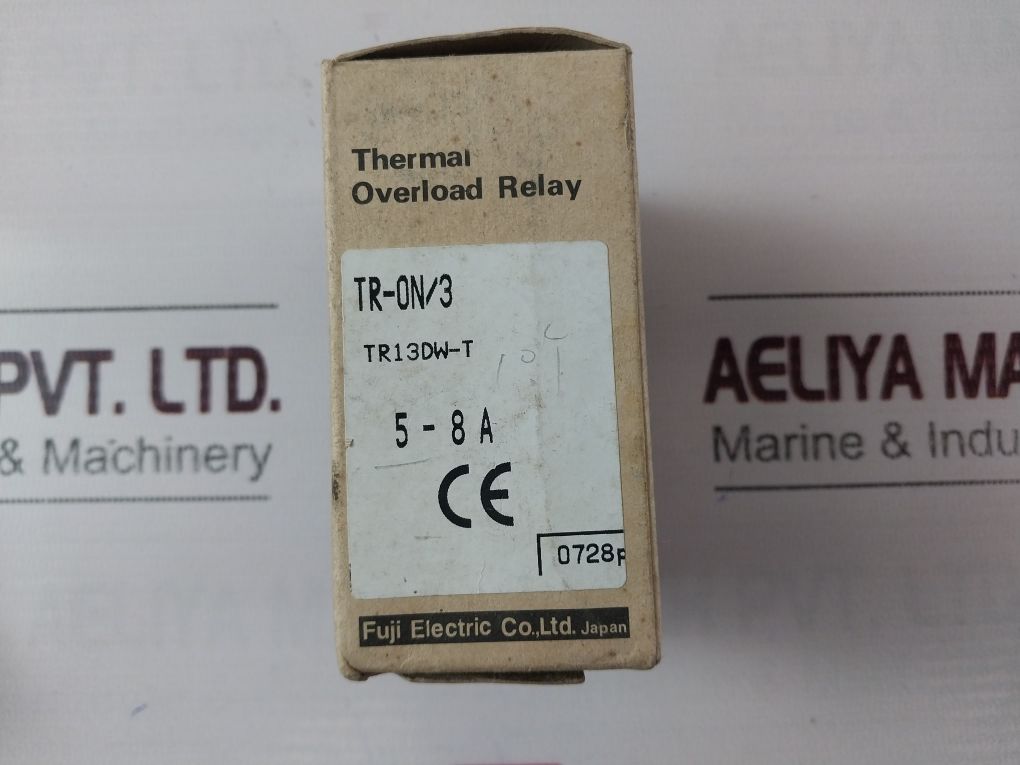 Thermal
Overload Relay
TR-0N/3
TR13DW-T
5-8A
CE
0728
Fuji Electric Co.,Ltd. Japan
PVT. LTD.
& Machinery
AELIYA MA
Marine & Indu